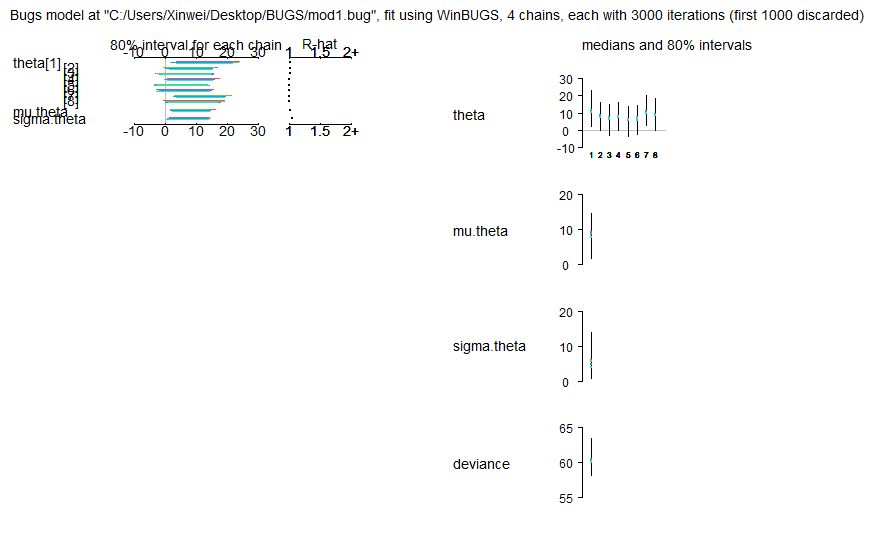 Bugs model at "C:/Users/Xinwei/Desktop/BUGS/mod1.bug", fit using WinBUGS, 4 chains, each with 3000 iterations (first 1000 discarded)
80% interval for each chain R-hat
-10 0 10 20 30 1 1.5 2+
theta[1]
[2]
[8]
mu.theta
sigma.theta
-10 0 10 20 30 1 1.5 2+
medians and 80% intervals
theta
30
20
10
0
-10
1 2 3 4 5 6 7 8
mu.theta
20
10
0
sigma.theta
20
10
0
deviance
65
60
55